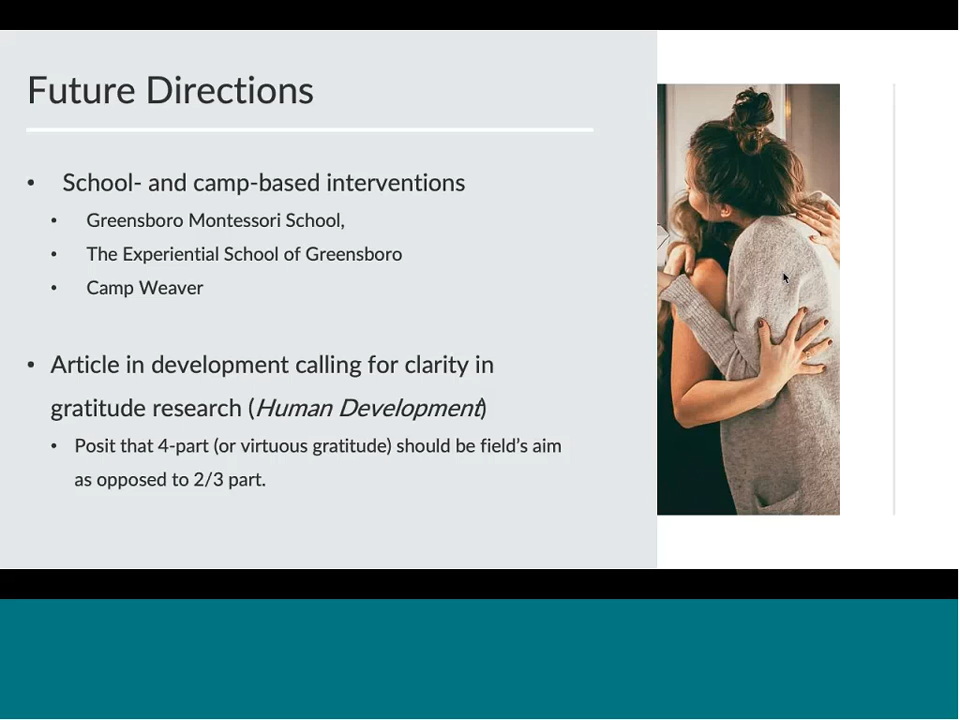 Future Directions
• School- and camp-based interventions
• Greensboro Montessori School,
• The Experiential School of Greensboro
• Camp Weaver
• Article in development calling for clarity in
gratitude research (Human Development)
• Posit that 4-part (or virtuous gratitude) should be field's aim
as opposed to 2/3 part.